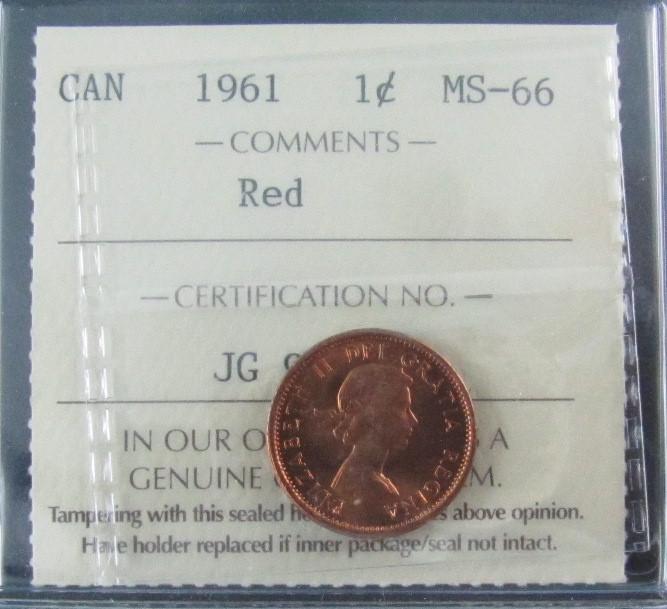 CAN 1961 1¢ MS-66
— COMMENTS —
Red
— CERTIFICATION NO. —
JG
IN OUR A
GENUINE
Tampering with this sealed above opinion.
Have holder replaced if inner package/seal not intact.
ELIZABETH II DEI GRATIA REGINA